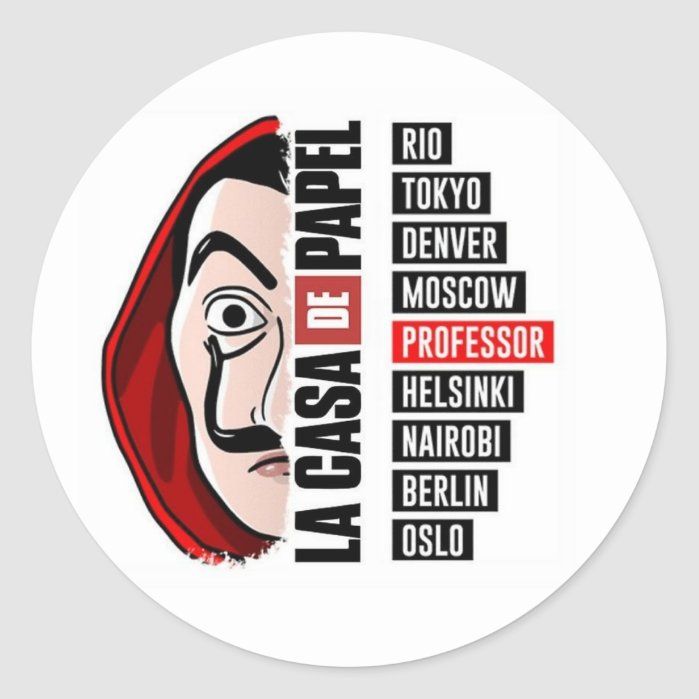 LA CASA DE PAPEL
RIO
TOKYO
DENVER
MOSCOW
PROFESSOR
HELSINKI
NAIROBI
BERLIN
OSLO